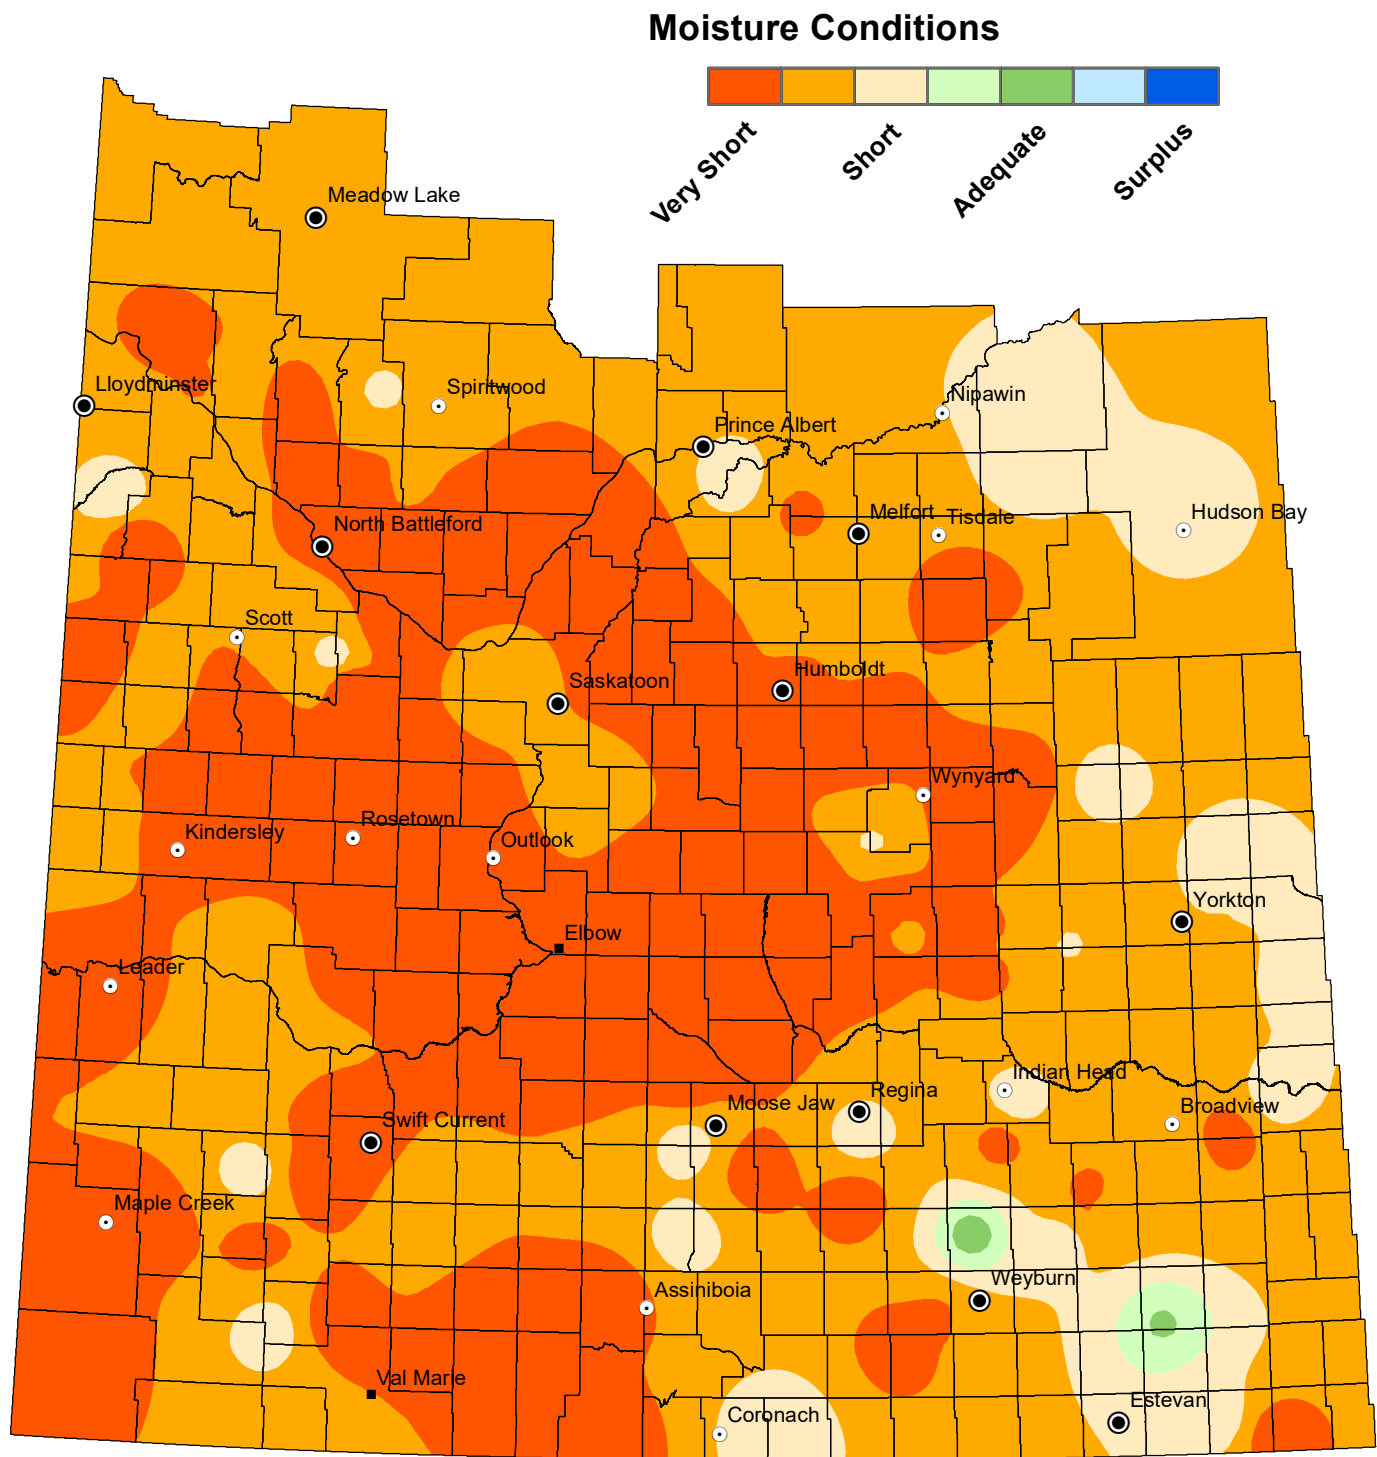 Moisture Conditions
Very Short
Short
Adequate
Surplus
Meadow Lake
Lloydminster
Spiritwood
Nipawin
Prince Albert
Hudson Bay
Melfort
Tisdale
North Battleford
Scott
Humboldt
Saskatoon
Wynyard
Rosetown
Kindersley
Outlook
Yorkton
Elbow
Leader
Indian Head
Regina
Moose Jaw
Broadview
Swift Current
Maple Creek
Weyburn
Assiniboia
Val Marie
Estevan
Coronach